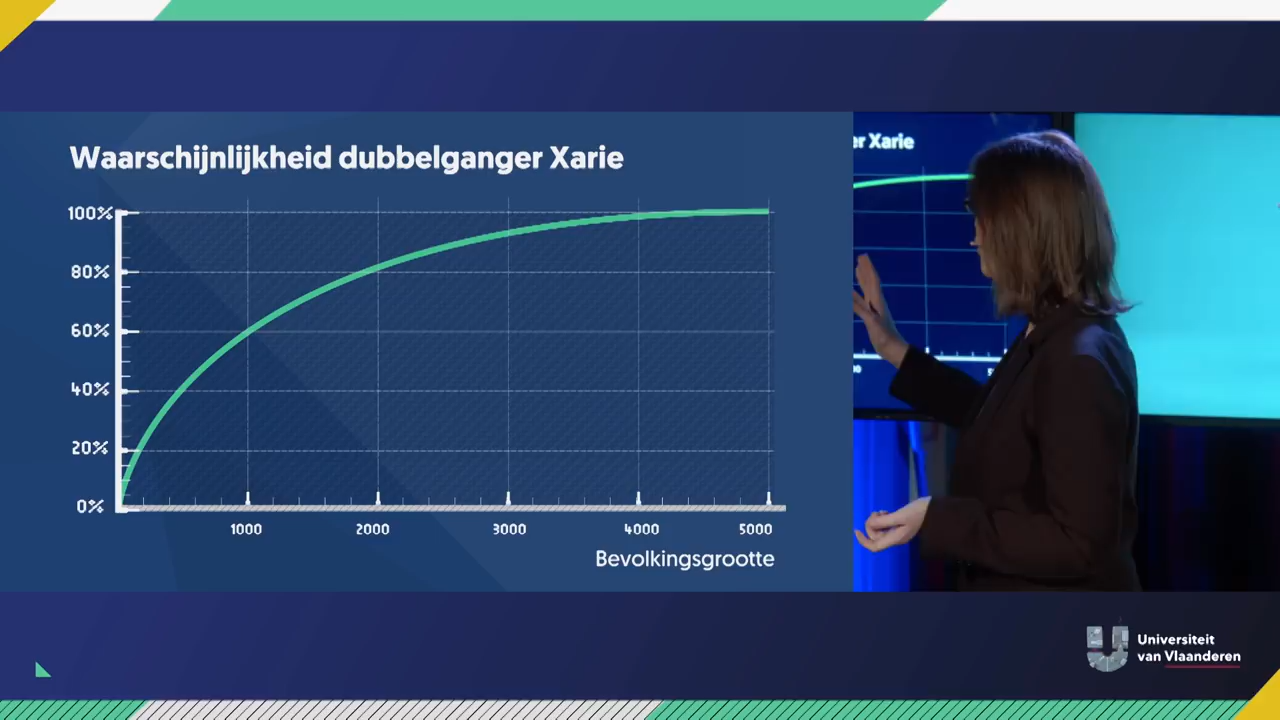 Waarschijnlijkheid dubbelganger Xarie
100%
80%
60%
40%
20%
0%
1000 2000 3000 4000 5000
Bevolkingsgrootte
er Xarie
Universiteit
van Vlaanderen